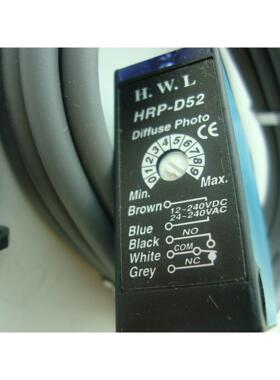 H.W.L
HRP-D52
Diffuse Photo
CE
0 1 2 3 4 5 6 7 8 9
Min. Max.
Brown 12-240VDC
24-240VAC
Blue
Black NO
White COM
Grey NC